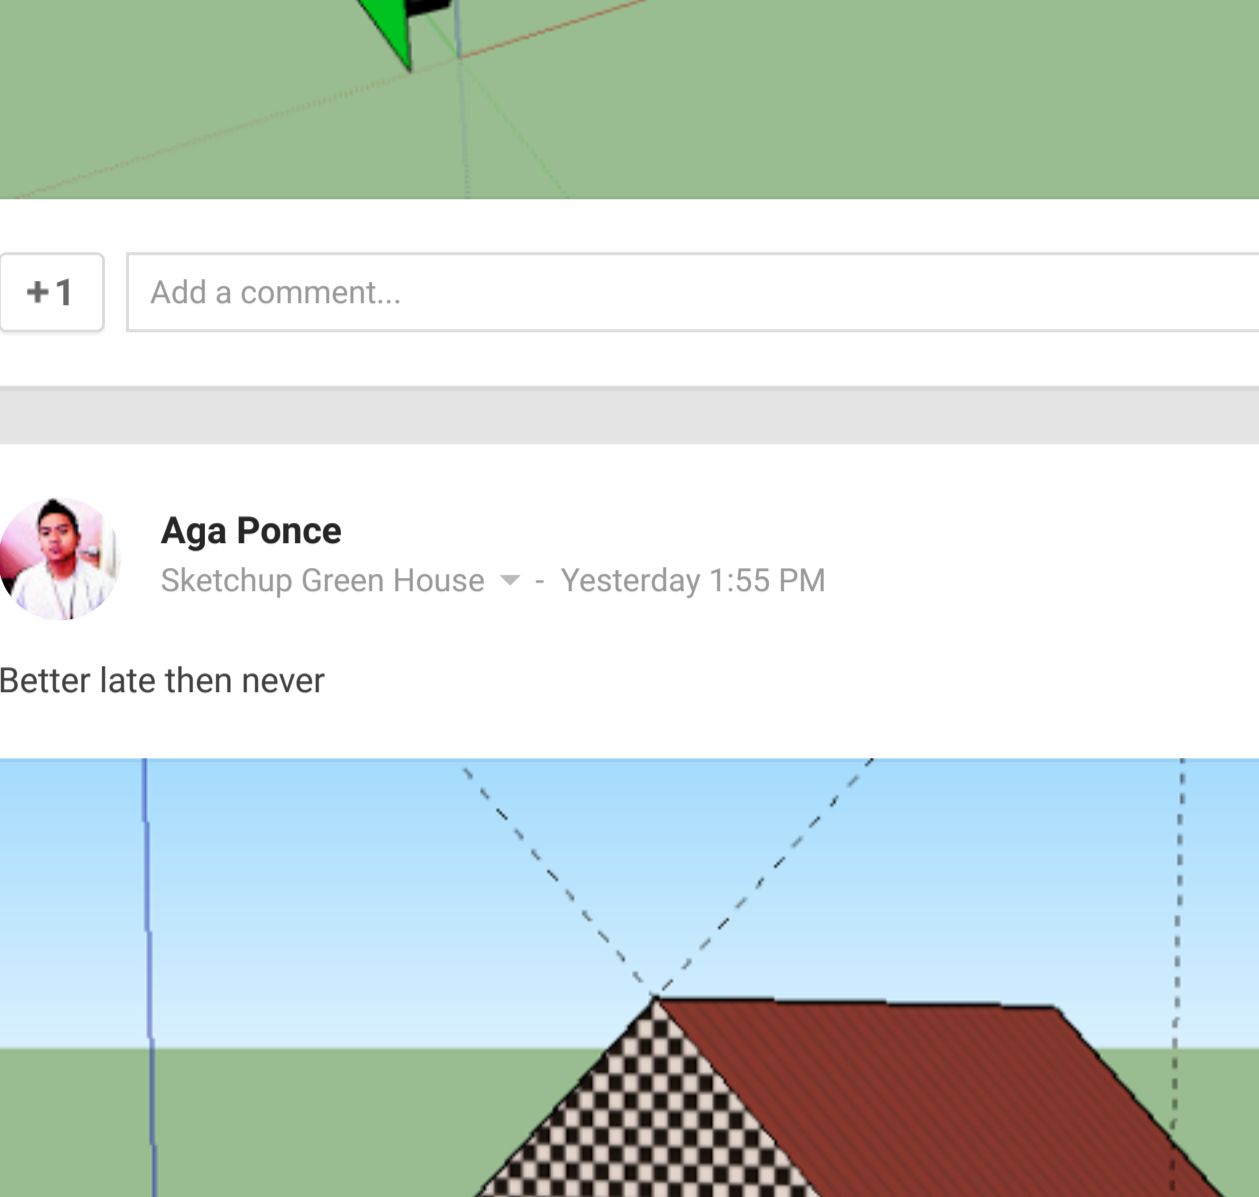 +1
Add a comment...
Aga Ponce
Sketchup Green House - Yesterday 1:55 PM
Better late then never